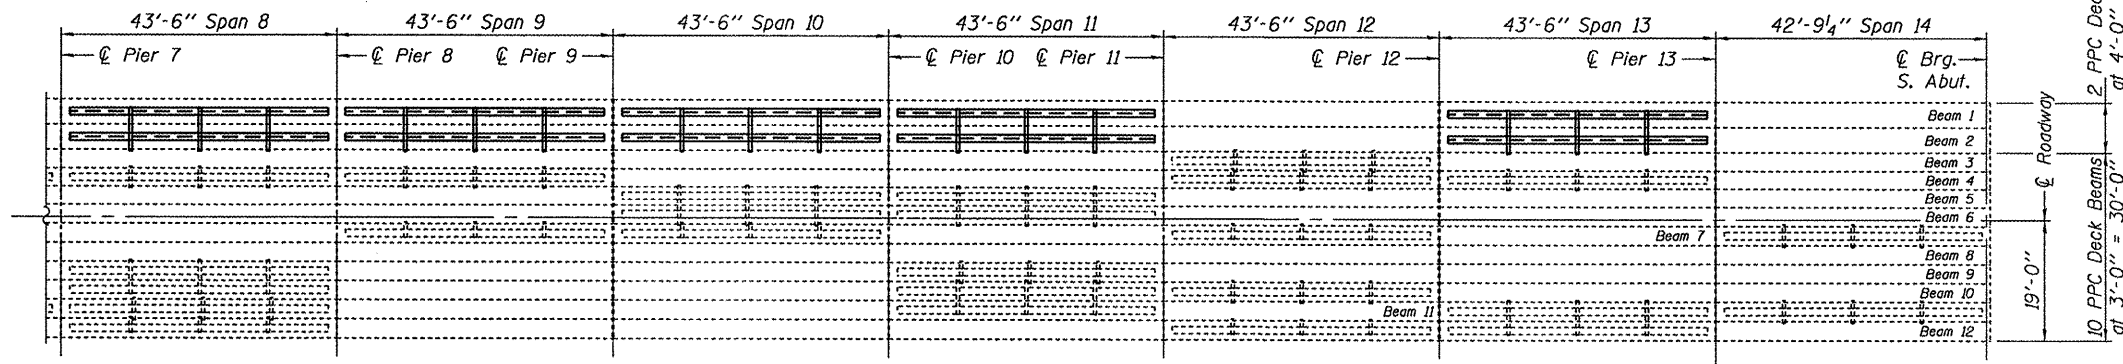 43'-6" Span 8
43'-6" Span 9
43'-6" Span 10
43'-6" Span 11
43'-6" Span 12
43'-6" Span 13
42'-9¼" Span 14
℄ Pier 7
℄ Pier 8
℄ Pier 9
℄ Pier 10
℄ Pier 11
℄ Pier 12
℄ Pier 13
℄ Brg.
S. Abut.
Beam 1
Beam 2
Beam 3
Beam 4
Beam 5
Beam 6
Beam 7
Beam 8
Beam 9
Beam 10
Beam 11
Beam 12
℄ Roadway
19'-0"
2 PPC Dec
at 4'-0"
10 PPC Deck Beams
at 3'-0" = 30'-0"